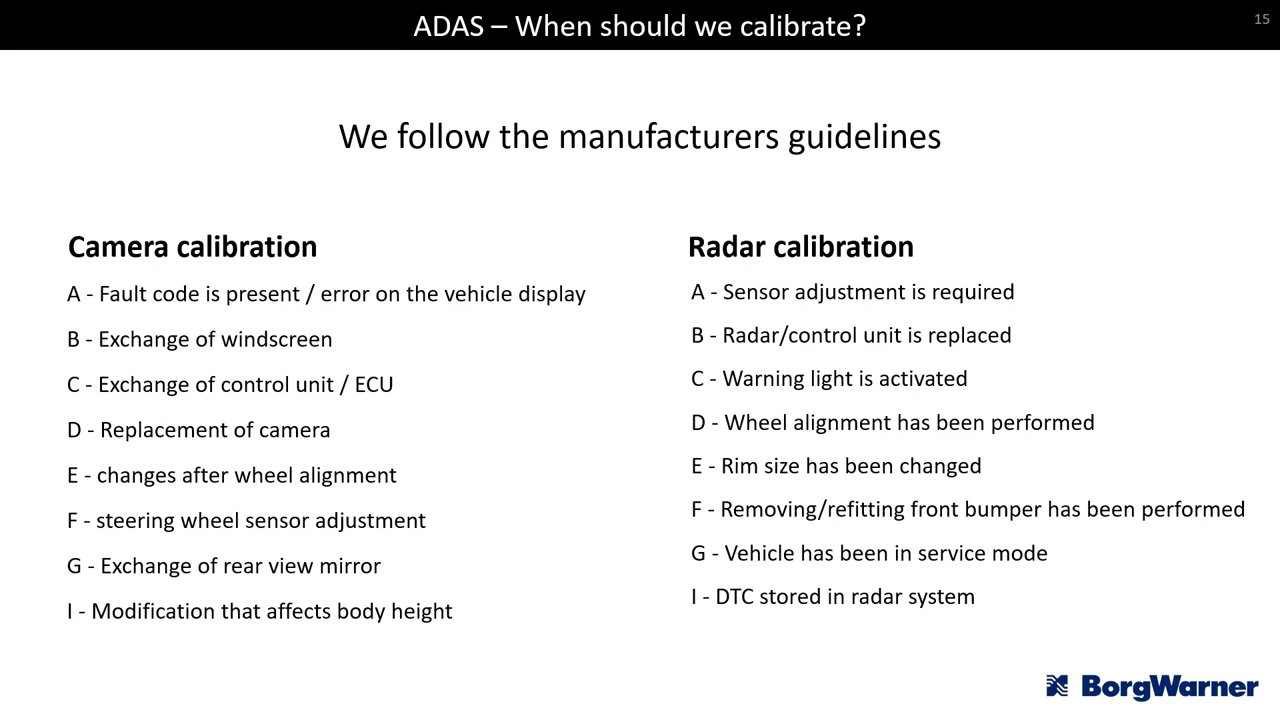 ADAS – When should we calibrate?
15
We follow the manufacturers guidelines
Camera calibration
A - Fault code is present / error on the vehicle display
B - Exchange of windscreen
C - Exchange of control unit / ECU
D - Replacement of camera
E - changes after wheel alignment
F - steering wheel sensor adjustment
G - Exchange of rear view mirror
I - Modification that affects body height
Radar calibration
A - Sensor adjustment is required
B - Radar/control unit is replaced
C - Warning light is activated
D - Wheel alignment has been performed
E - Rim size has been changed
F - Removing/refitting front bumper has been performed
G - Vehicle has been in service mode
I - DTC stored in radar system
BorgWarner